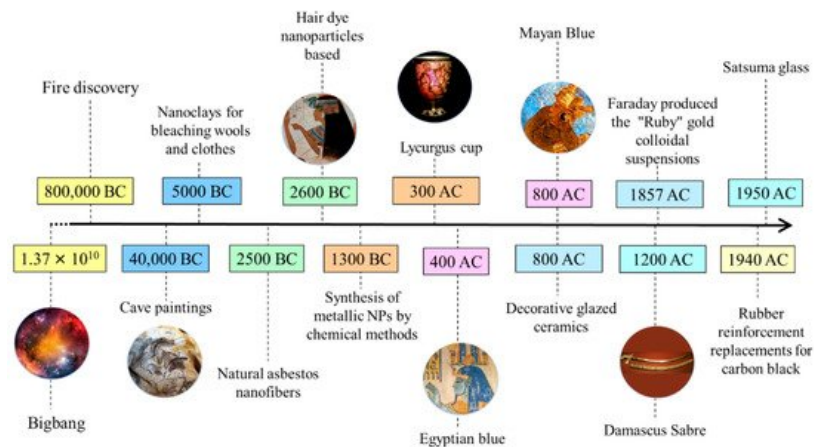 Hair dye
nanoparticles
based
Mayan Blue
Satsuma glass
Fire discovery
Nanoclays for
bleaching wools
and clothes
Lycurgus cup
Faraday produced
the "Ruby" gold
colloidal
suspensions
800,000 BC
5000 BC
2600 BC
300 AC
800 AC
1857 AC
1950 AC
1.37 × 10¹⁰
40,000 BC
2500 BC
1300 BC
400 AC
800 AC
1200 AC
1940 AC
Cave paintings
Synthesis of
metallic NPs by
chemical methods
Decorative glazed
ceramics
Rubber
reinforcement
replacements for
carbon black
Natural asbestos
nanofibers
Bigbang
Egyptian blue
Damascus Sabre